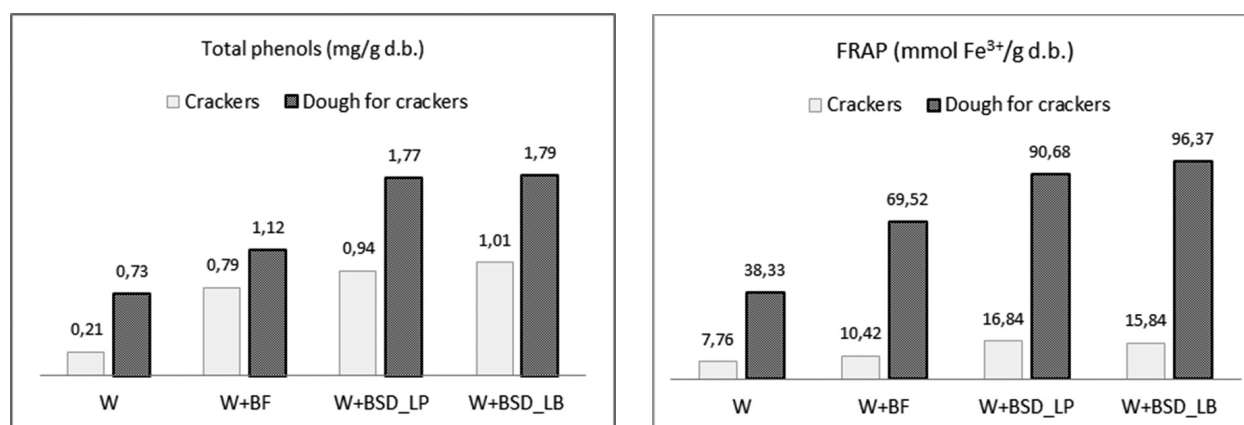 Total phenols (mg/g d.b.)
Crackers Dough for crackers
1,77 1,79
1,12
0,94 1,01
0,73 0,79
0,21
W W+BF W+BSD_LP W+BSD_LB
FRAP (mmol Fe³⁺/g d.b.)
Crackers Dough for crackers
96,37
90,68
69,52
38,33
16,84 15,84
7,76 10,42
W W+BF W+BSD_LP W+BSD_LB